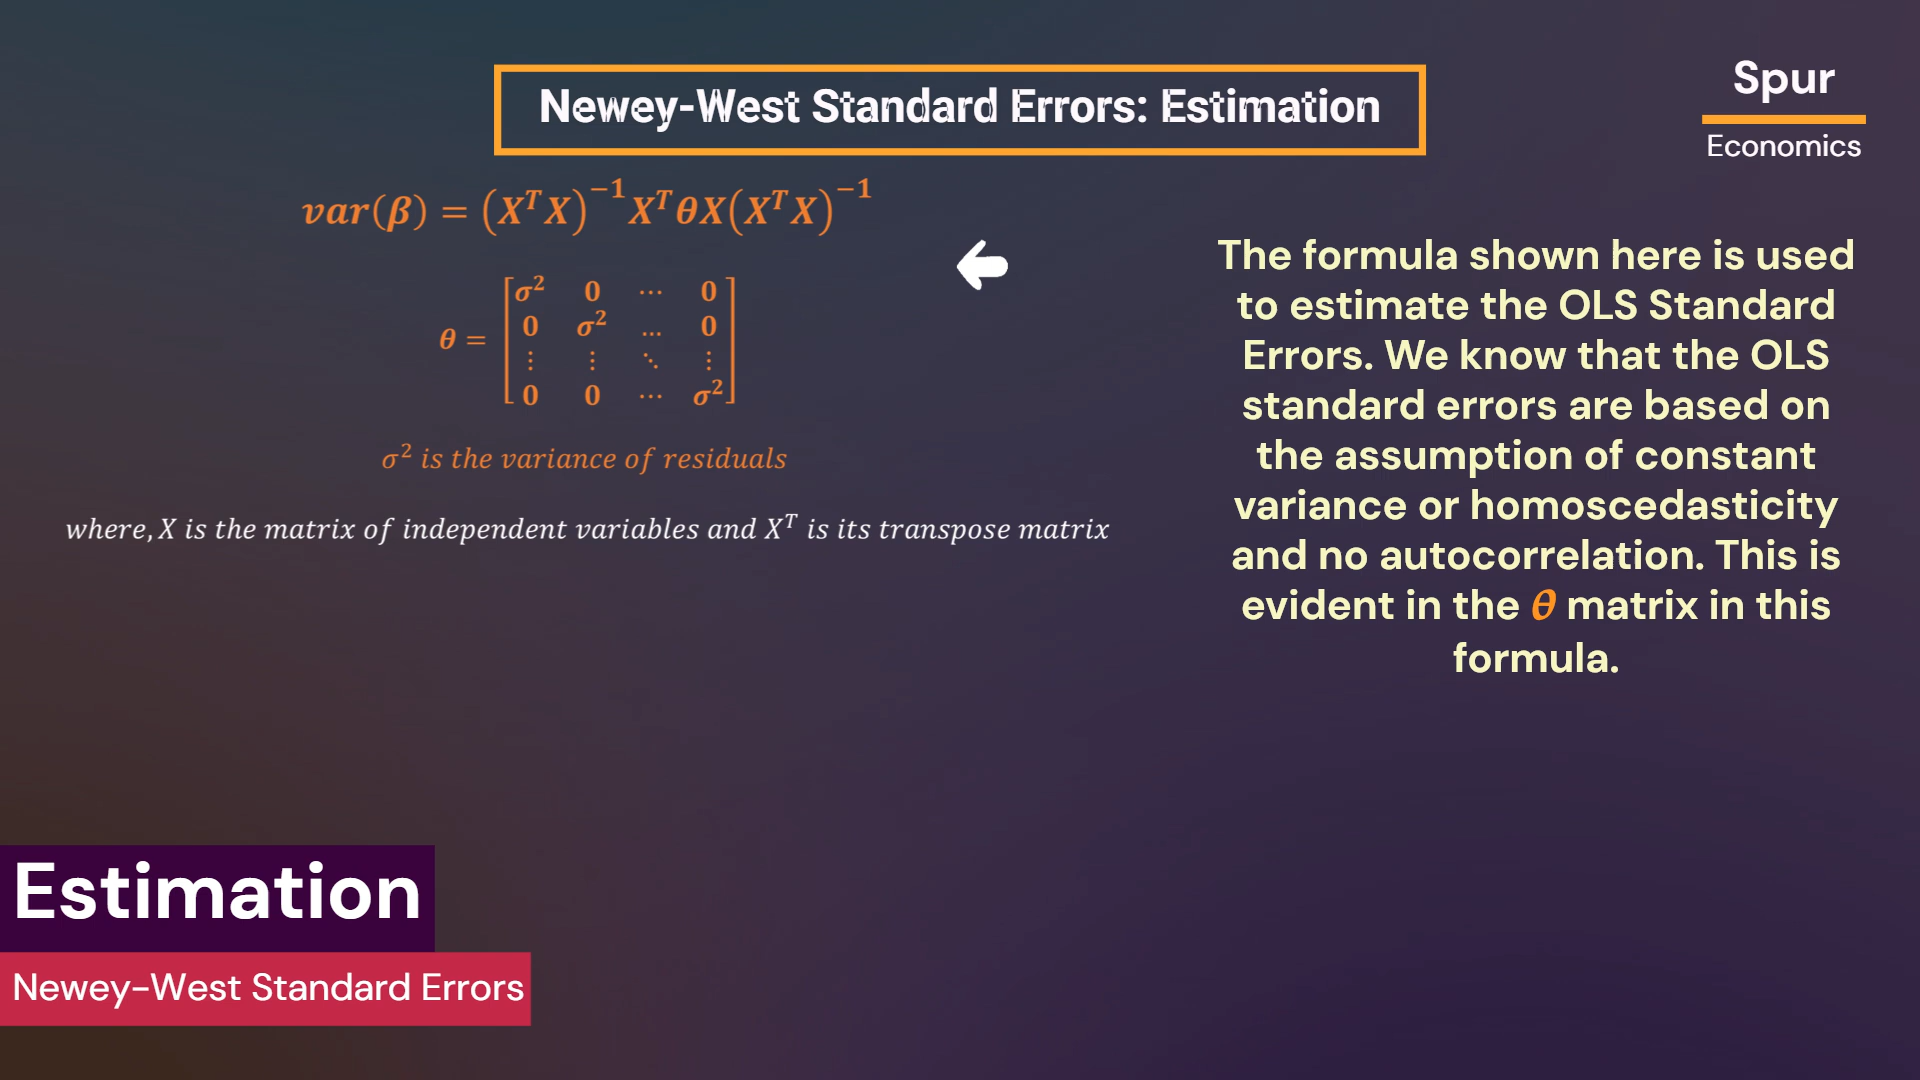 Newey-West Standard Errors: Estimation
Spur
Economics
var(β) = (XᵀX)⁻¹XᵀθX(XᵀX)⁻¹
θ = [σ² 0 ⋯ 0
0 σ² … 0
⋮ ⋮ ⋱ ⋮
0 0 ⋯ σ²]
σ² is the variance of residuals
where, X is the matrix of independent variables and Xᵀ is its transpose matrix
The formula shown here is used
to estimate the OLS Standard
Errors. We know that the OLS
standard errors are based on
the assumption of constant
variance or homoscedasticity
and no autocorrelation. This is
evident in the θ matrix in this
formula.
Estimation
Newey-West Standard Errors